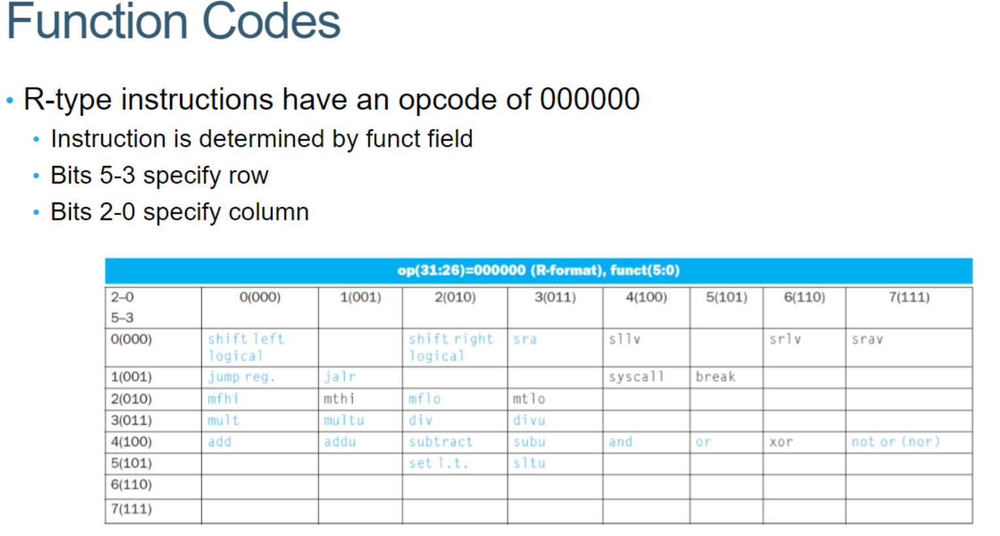 Function Codes
• R-type instructions have an opcode of 000000
• Instruction is determined by funct field
• Bits 5-3 specify row
• Bits 2-0 specify column
op(31:26)=000000 (R-format), funct(5:0)
2–0 0(000) 1(001) 2(010) 3(011) 4(100) 5(101) 6(110) 7(111)
5–3
0(000) shift left shift right sra sllv srlv srav
logical logical
1(001) jump reg. jalr syscall break
2(010) mfhi mthi mflo mtlo
3(011) mult multu div divu
4(100) add addu subtract subu and or xor not or (nor)
5(101) set l.t. sltu
6(110)
7(111)